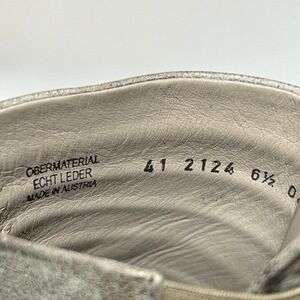 OBERMATERIAL
ECHT LEDER
MADE IN AUSTRIA
41 2124 6½ 0